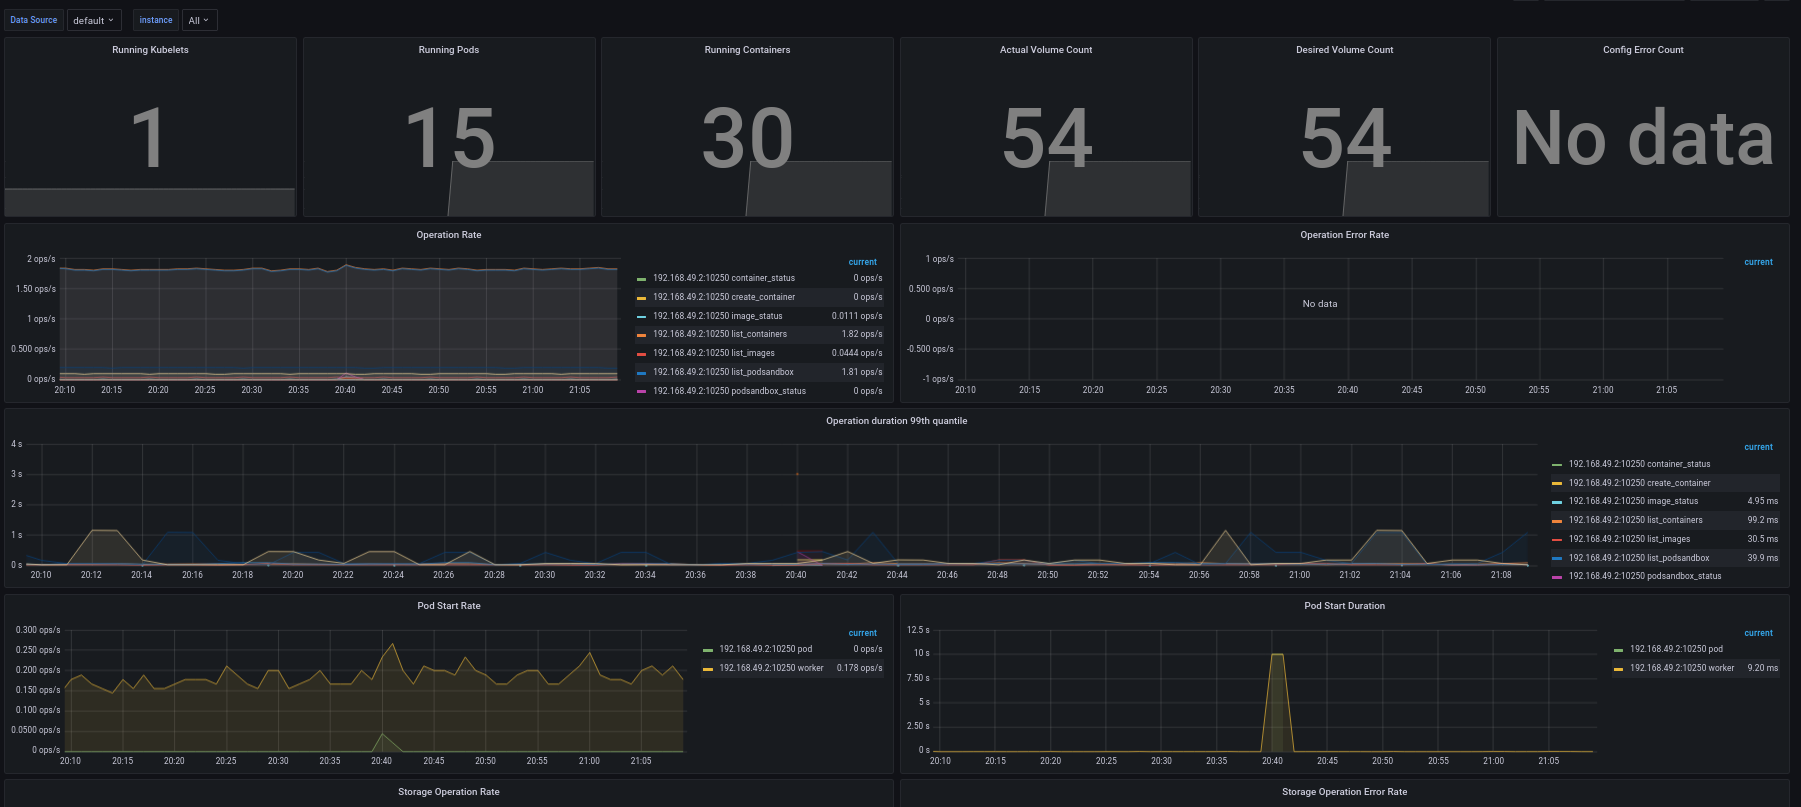 Data Source default instance All
Running Kubelets
1
Running Pods
15
Running Containers
30
Actual Volume Count
54
Desired Volume Count
54
Config Error Count
No data
Operation Rate
2 ops/s
1.50 ops/s
1 ops/s
0.500 ops/s
0 ops/s
20:10 20:15 20:20 20:25 20:30 20:35 20:40 20:45 20:50 20:55 21:00 21:05
current
192.168.49.2:10250 container_status 0 ops/s
192.168.49.2:10250 create_container 0 ops/s
192.168.49.2:10250 image_status 0.0111 ops/s
192.168.49.2:10250 list_containers 1.82 ops/s
192.168.49.2:10250 list_images 0.0444 ops/s
192.168.49.2:10250 list_podsandbox 1.81 ops/s
192.168.49.2:10250 podsandbox_status 0 ops/s
Operation Error Rate
1 ops/s
0.500 ops/s
0 ops/s
-0.500 ops/s
-1 ops/s
No data
20:10 20:15 20:20 20:25 20:30 20:35 20:40 20:45 20:50 20:55 21:00 21:05
current
Operation duration 99th quantile
4 s
3 s
2 s
1 s
0 s
20:10 20:12 20:14 20:16 20:18 20:20 20:22 20:24 20:26 20:28 20:30 20:32 20:34 20:36 20:38 20:40 20:42 20:44 20:46 20:48 20:50 20:52 20:54 20:56 20:58 21:00 21:02 21:04 21:06 21:08
current
192.168.49.2:10250 container_status
192.168.49.2:10250 create_container
192.168.49.2:10250 image_status 4.95 ms
192.168.49.2:10250 list_containers 99.2 ms
192.168.49.2:10250 list_images 30.5 ms
192.168.49.2:10250 list_podsandbox 39.9 ms
192.168.49.2:10250 podsandbox_status
Pod Start Rate
0.300 ops/s
0.250 ops/s
0.200 ops/s
0.150 ops/s
0.100 ops/s
0.0500 ops/s
0 ops/s
20:10 20:15 20:20 20:25 20:30 20:35 20:40 20:45 20:50 20:55 21:00 21:05
current
192.168.49.2:10250 pod 0 ops/s
192.168.49.2:10250 worker 0.178 ops/s
Pod Start Duration
12.5 s
10 s
7.50 s
5 s
2.50 s
0 s
20:10 20:15 20:20 20:25 20:30 20:35 20:40 20:45 20:50 20:55 21:00 21:05
current
192.168.49.2:10250 pod
192.168.49.2:10250 worker 9.20 ms
Storage Operation Rate
Storage Operation Error Rate